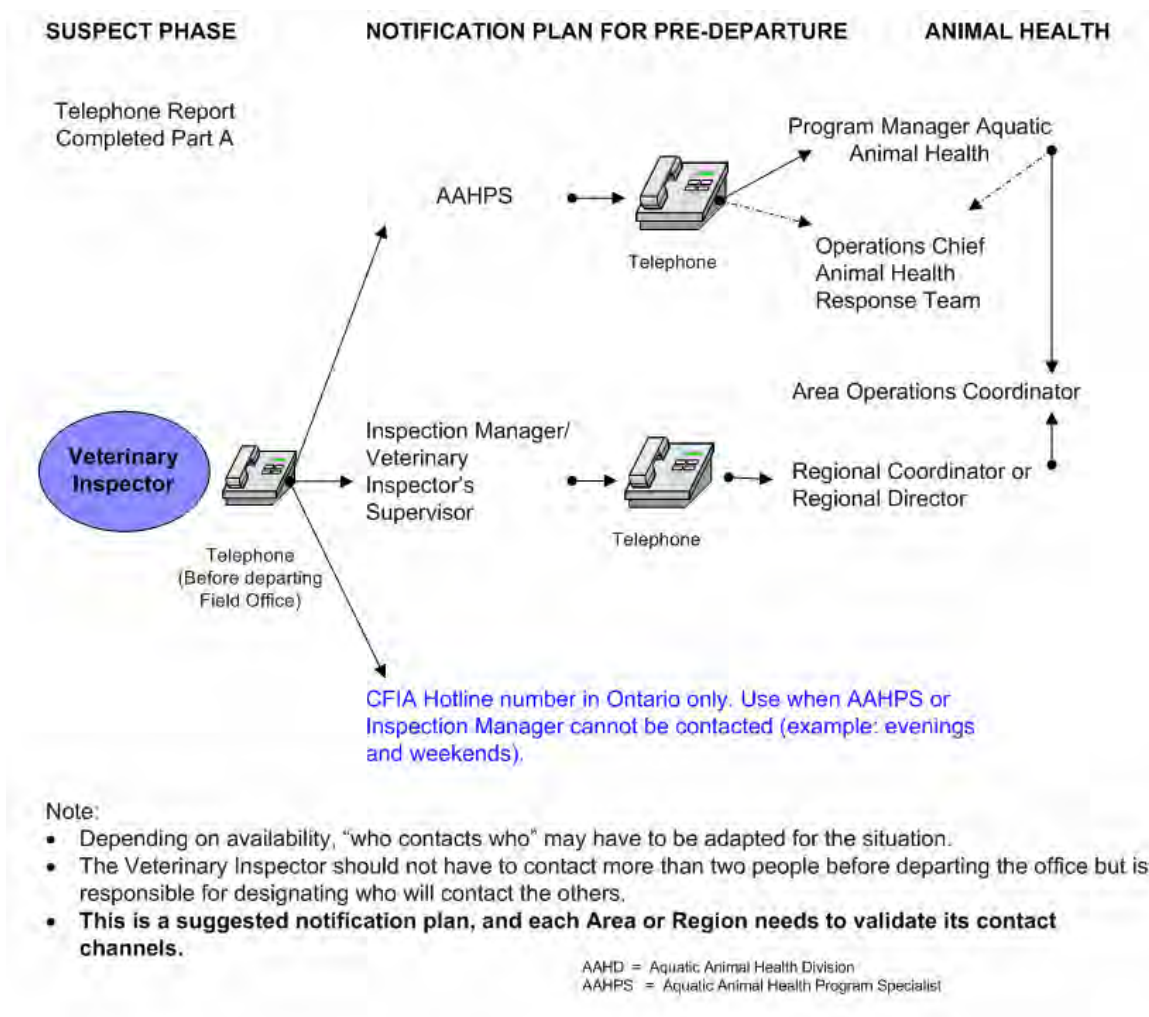 SUSPECT PHASE
NOTIFICATION PLAN FOR PRE-DEPARTURE
ANIMAL HEALTH
Telephone Report
Completed Part A
AAHPS
Telephone
Program Manager Aquatic
Animal Health
Operations Chief
Animal Health
Response Team
Area Operations Coordinator
Veterinary
Inspector
Telephone
(Before departing
Field Office)
Inspection Manager/
Veterinary
Inspector's
Supervisor
Telephone
Regional Coordinator or
Regional Director
CFIA Hotline number in Ontario only. Use when AAHPS or
Inspection Manager cannot be contacted (example: evenings
and weekends).
Note:
• Depending on availability, “who contacts who” may have to be adapted for the situation.
• The Veterinary Inspector should not have to contact more than two people before departing the office but is
responsible for designating who will contact the others.
• This is a suggested notification plan, and each Area or Region needs to validate its contact
channels.
AAHD = Aquatic Animal Health Division
AAHPS = Aquatic Animal Health Program Specialist